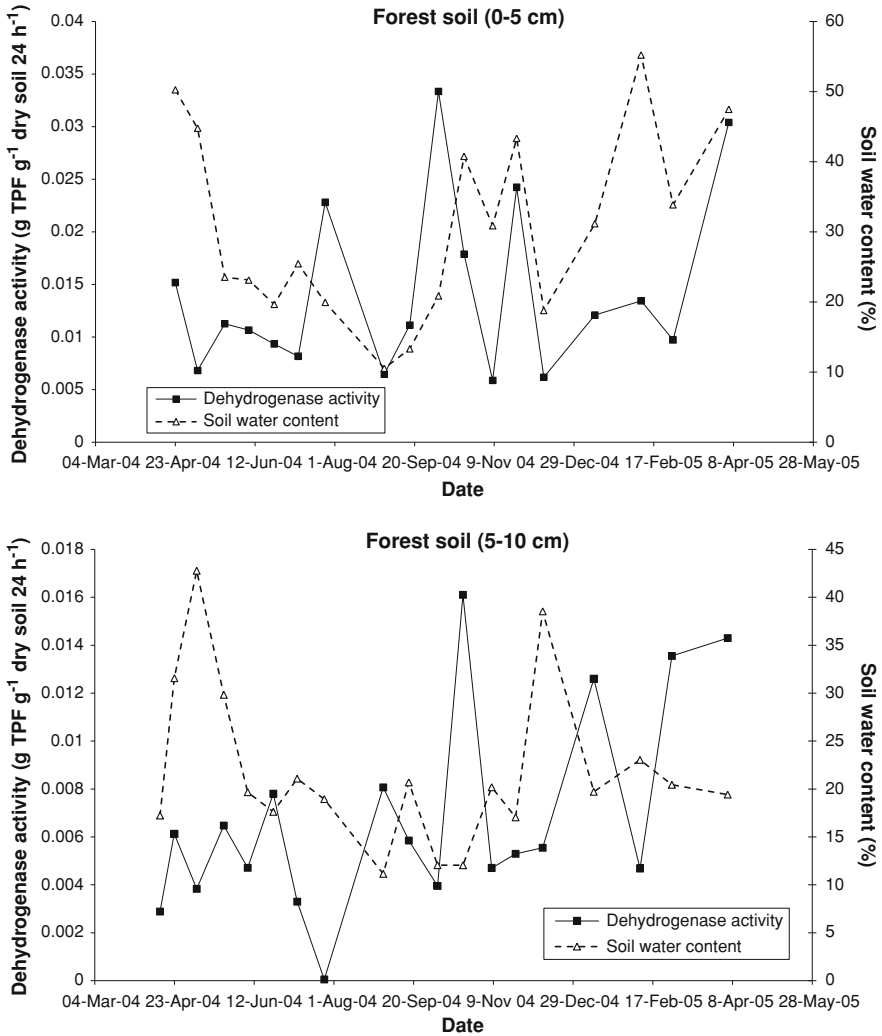 Forest soil (0-5 cm)
Dehydrogenase activity (g TPF g⁻¹ dry soil 24 h⁻¹)
0.04
0.035
0.03
0.025
0.02
0.015
0.01
0.005
0
60
50
40
30
20
10
0
Soil water content (%)
Dehydrogenase activity
Soil water content
04-Mar-04 23-Apr-04 12-Jun-04 1-Aug-04 20-Sep-04 9-Nov 04 29-Dec-04 17-Feb-05 8-Apr-05 28-May-05
Date
Forest soil (5-10 cm)
Dehydrogenase activity (g TPF g⁻¹ dry soil 24 h⁻¹)
0.018
0.016
0.014
0.012
0.01
0.008
0.006
0.004
0.002
0
45
40
35
30
25
20
15
10
5
0
Soil water content (%)
Dehydrogenase activity
Soil water content
04-Mar-04 23-Apr-04 12-Jun-04 1-Aug-04 20-Sep-04 9-Nov 04 29-Dec-04 17-Feb-05 8-Apr-05 28-May-05
Date